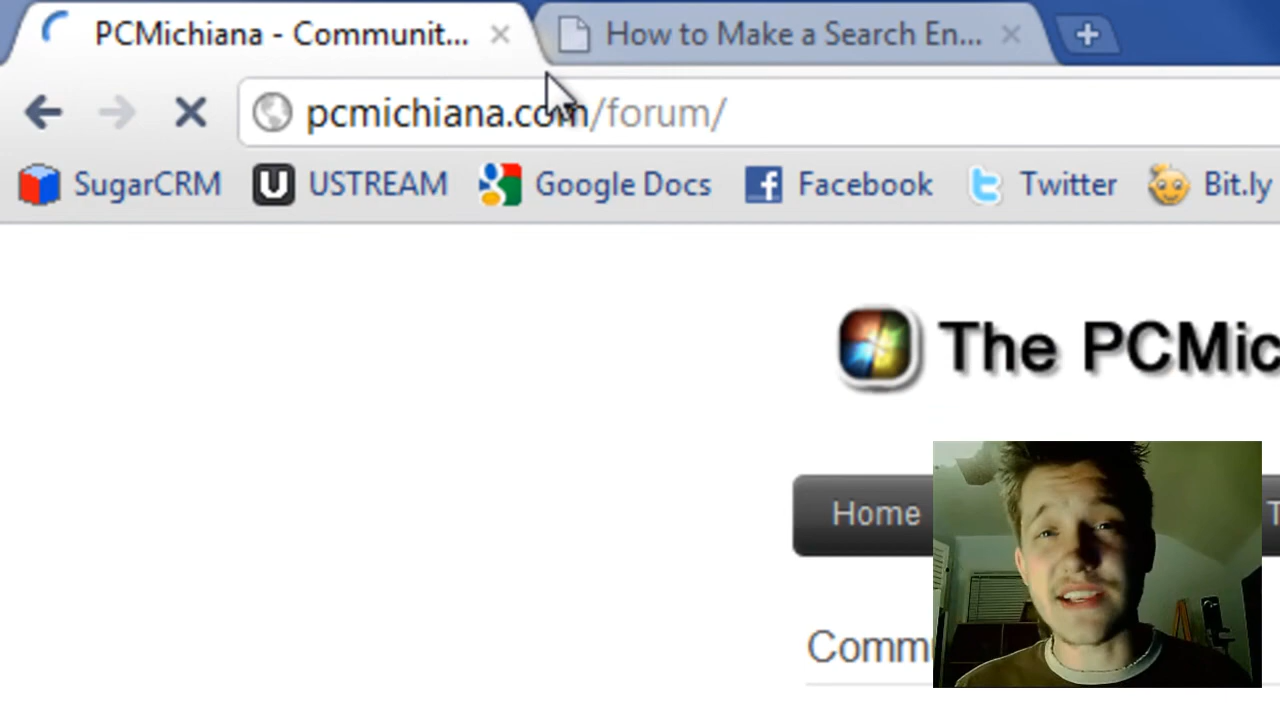 PCMichiana - Communit... How to Make a Search En...
pcmichiana.com/forum/
SugarCRM USTREAM Google Docs Facebook Twitter Bit.ly
The PCMic
Home T
Comm